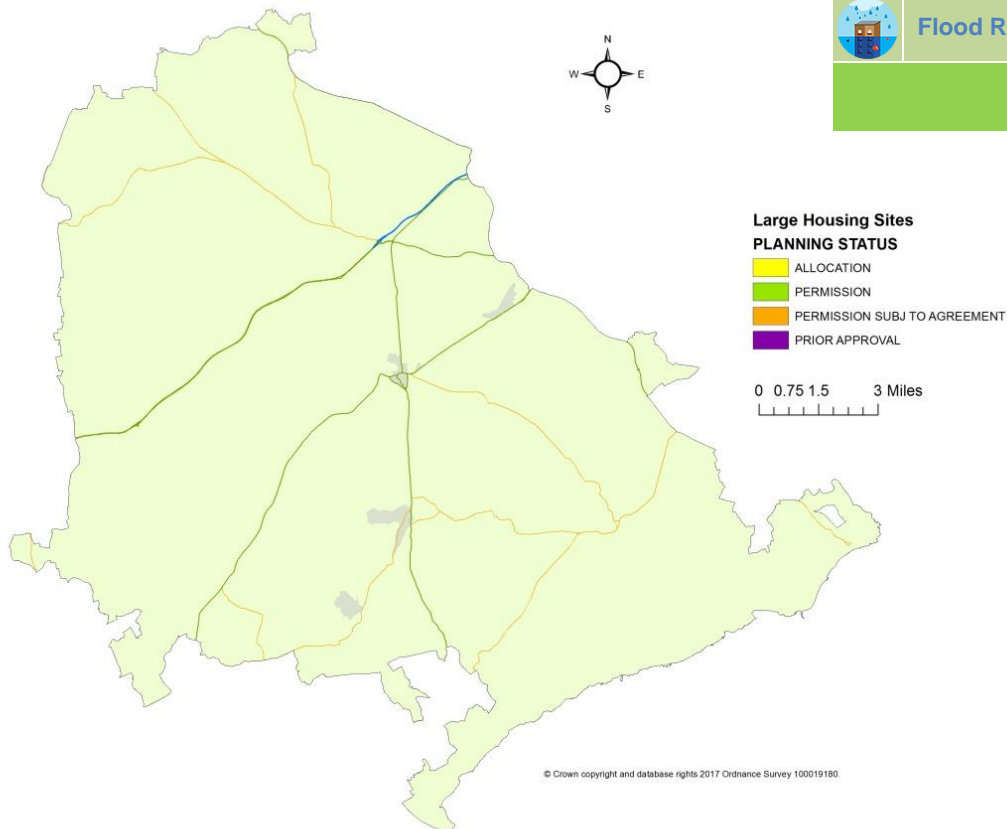 Flood R
N
W E
S
Large Housing Sites
PLANNING STATUS
ALLOCATION
PERMISSION
PERMISSION SUBJ TO AGREEMENT
PRIOR APPROVAL
0 0.75 1.5 3 Miles
© Crown copyright and database rights 2017 Ordnance Survey 100019180.